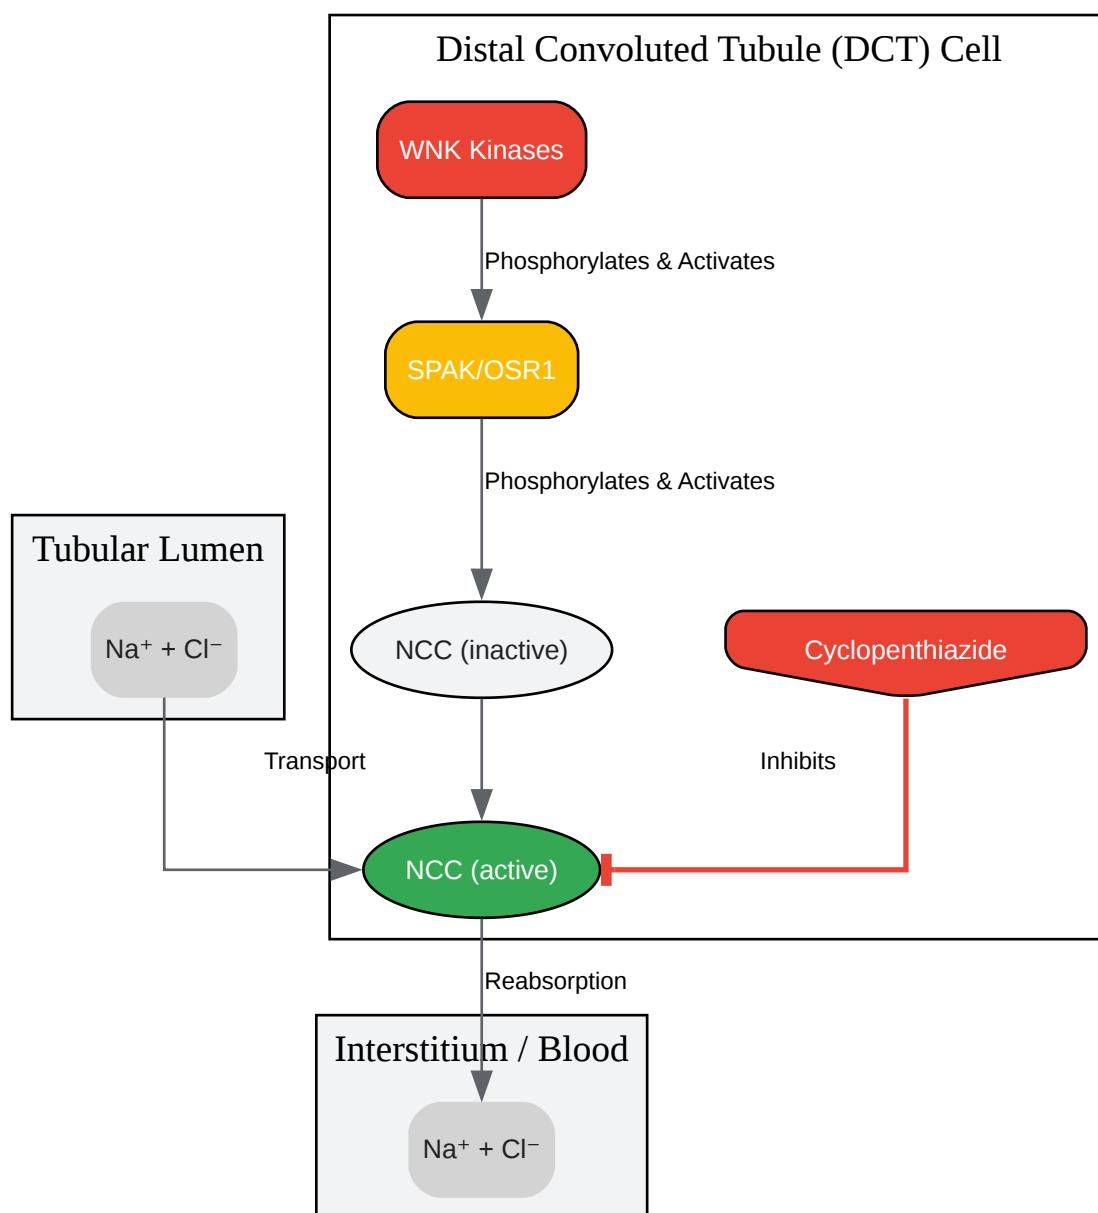 Distal Convoluted Tubule (DCT) Cell
WNK Kinases
Phosphorylates & Activates
SPAK/OSR1
Phosphorylates & Activates
Tubular Lumen
Na⁺ + Cl⁻
NCC (inactive)
Cyclopenthiazide
Transport
Inhibits
NCC (active)
Reabsorption
Interstitium / Blood
Na⁺ + Cl⁻